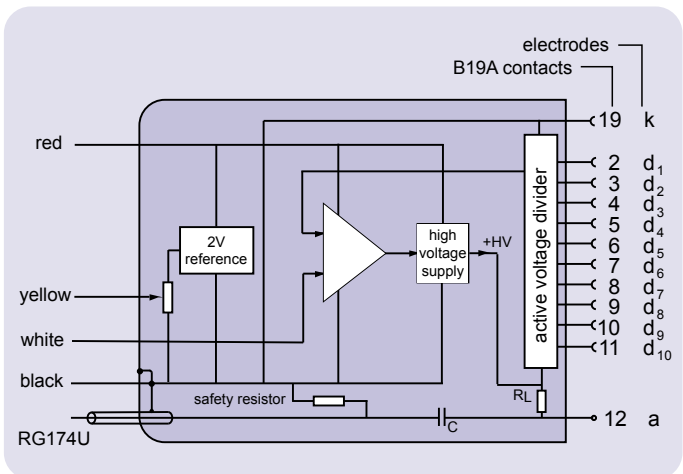 electrodes
B19A contacts
19 k
red
2 d1
3 d2
4 d3
5 d4
6 d5
7 d6
8 d7
9 d8
10 d9
11 d10
active voltage divider
2V
reference
high
voltage
supply
+HV
yellow
white
black
safety resistor
RL
C
12 a
RG174U